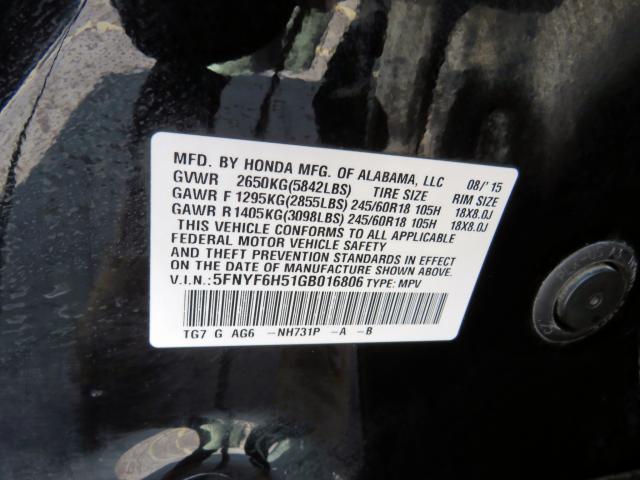 MFD. BY HONDA MFG. OF ALABAMA, LLC 08/'15
GVWR 2650KG(5842LBS) TIRE SIZE RIM SIZE
GAWR F 1295KG(2855LBS) 245/60R18 105H 18X8.0J
GAWR R 1405KG(3098LBS) 245/60R18 105H 18X8.0J
THIS VEHICLE CONFORMS TO ALL APPLICABLE
FEDERAL MOTOR VEHICLE SAFETY
AND THEFT PREVENTION STANDARDS IN EFFECT
ON THE DATE OF MANUFACTURE SHOWN ABOVE.
V.I.N.: 5FNYF6H51GB016806 TYPE: MPV
TG7 G AG6 -NH731P -A -B